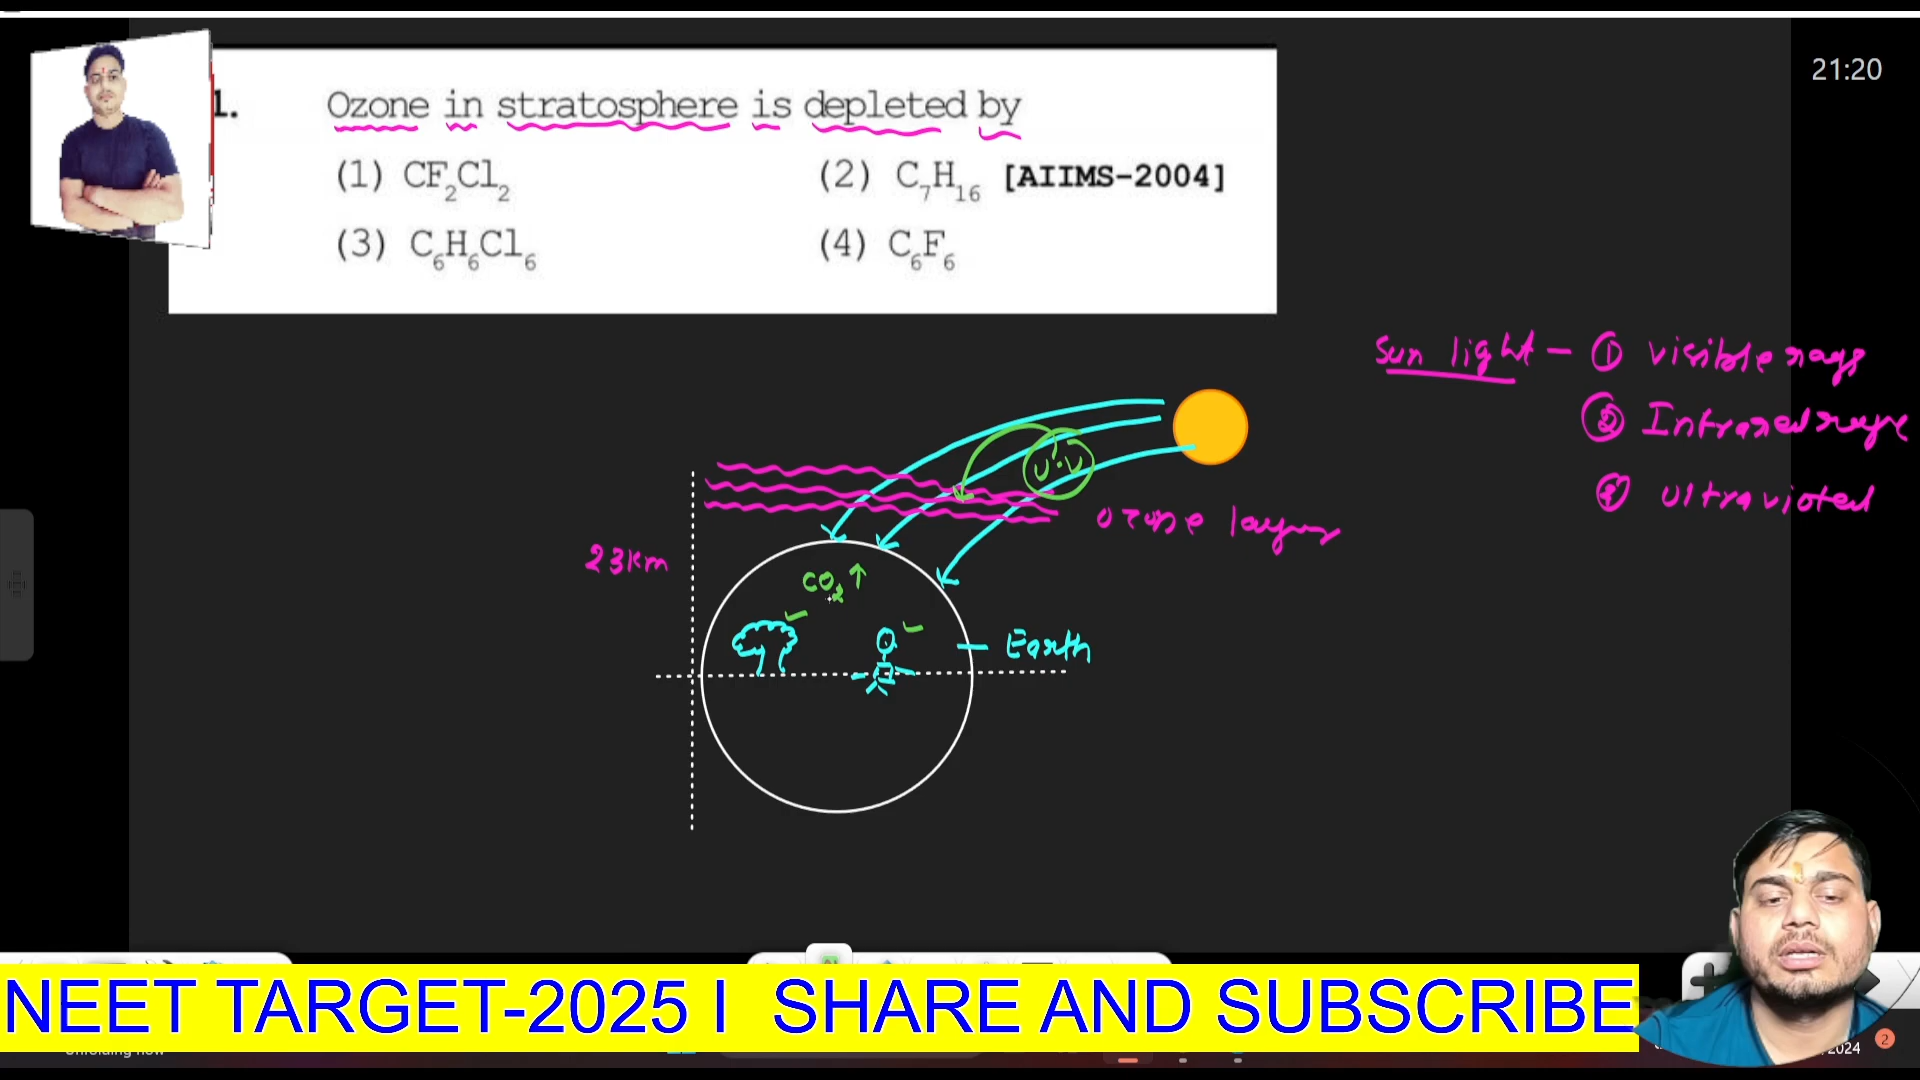 21:20
1. Ozone in stratosphere is depleted by
(1) CF2Cl2 (2) C7H16 [AIIMS-2004]
(3) C6H6Cl6 (4) C6F6
Sun light - ① visible rays
② Infrared rays
③ ultraviolet
U.V
ozone layer
23km
CO2 ↑
Earth
NEET TARGET-2025 I SHARE AND SUBSCRIBE
2024
2